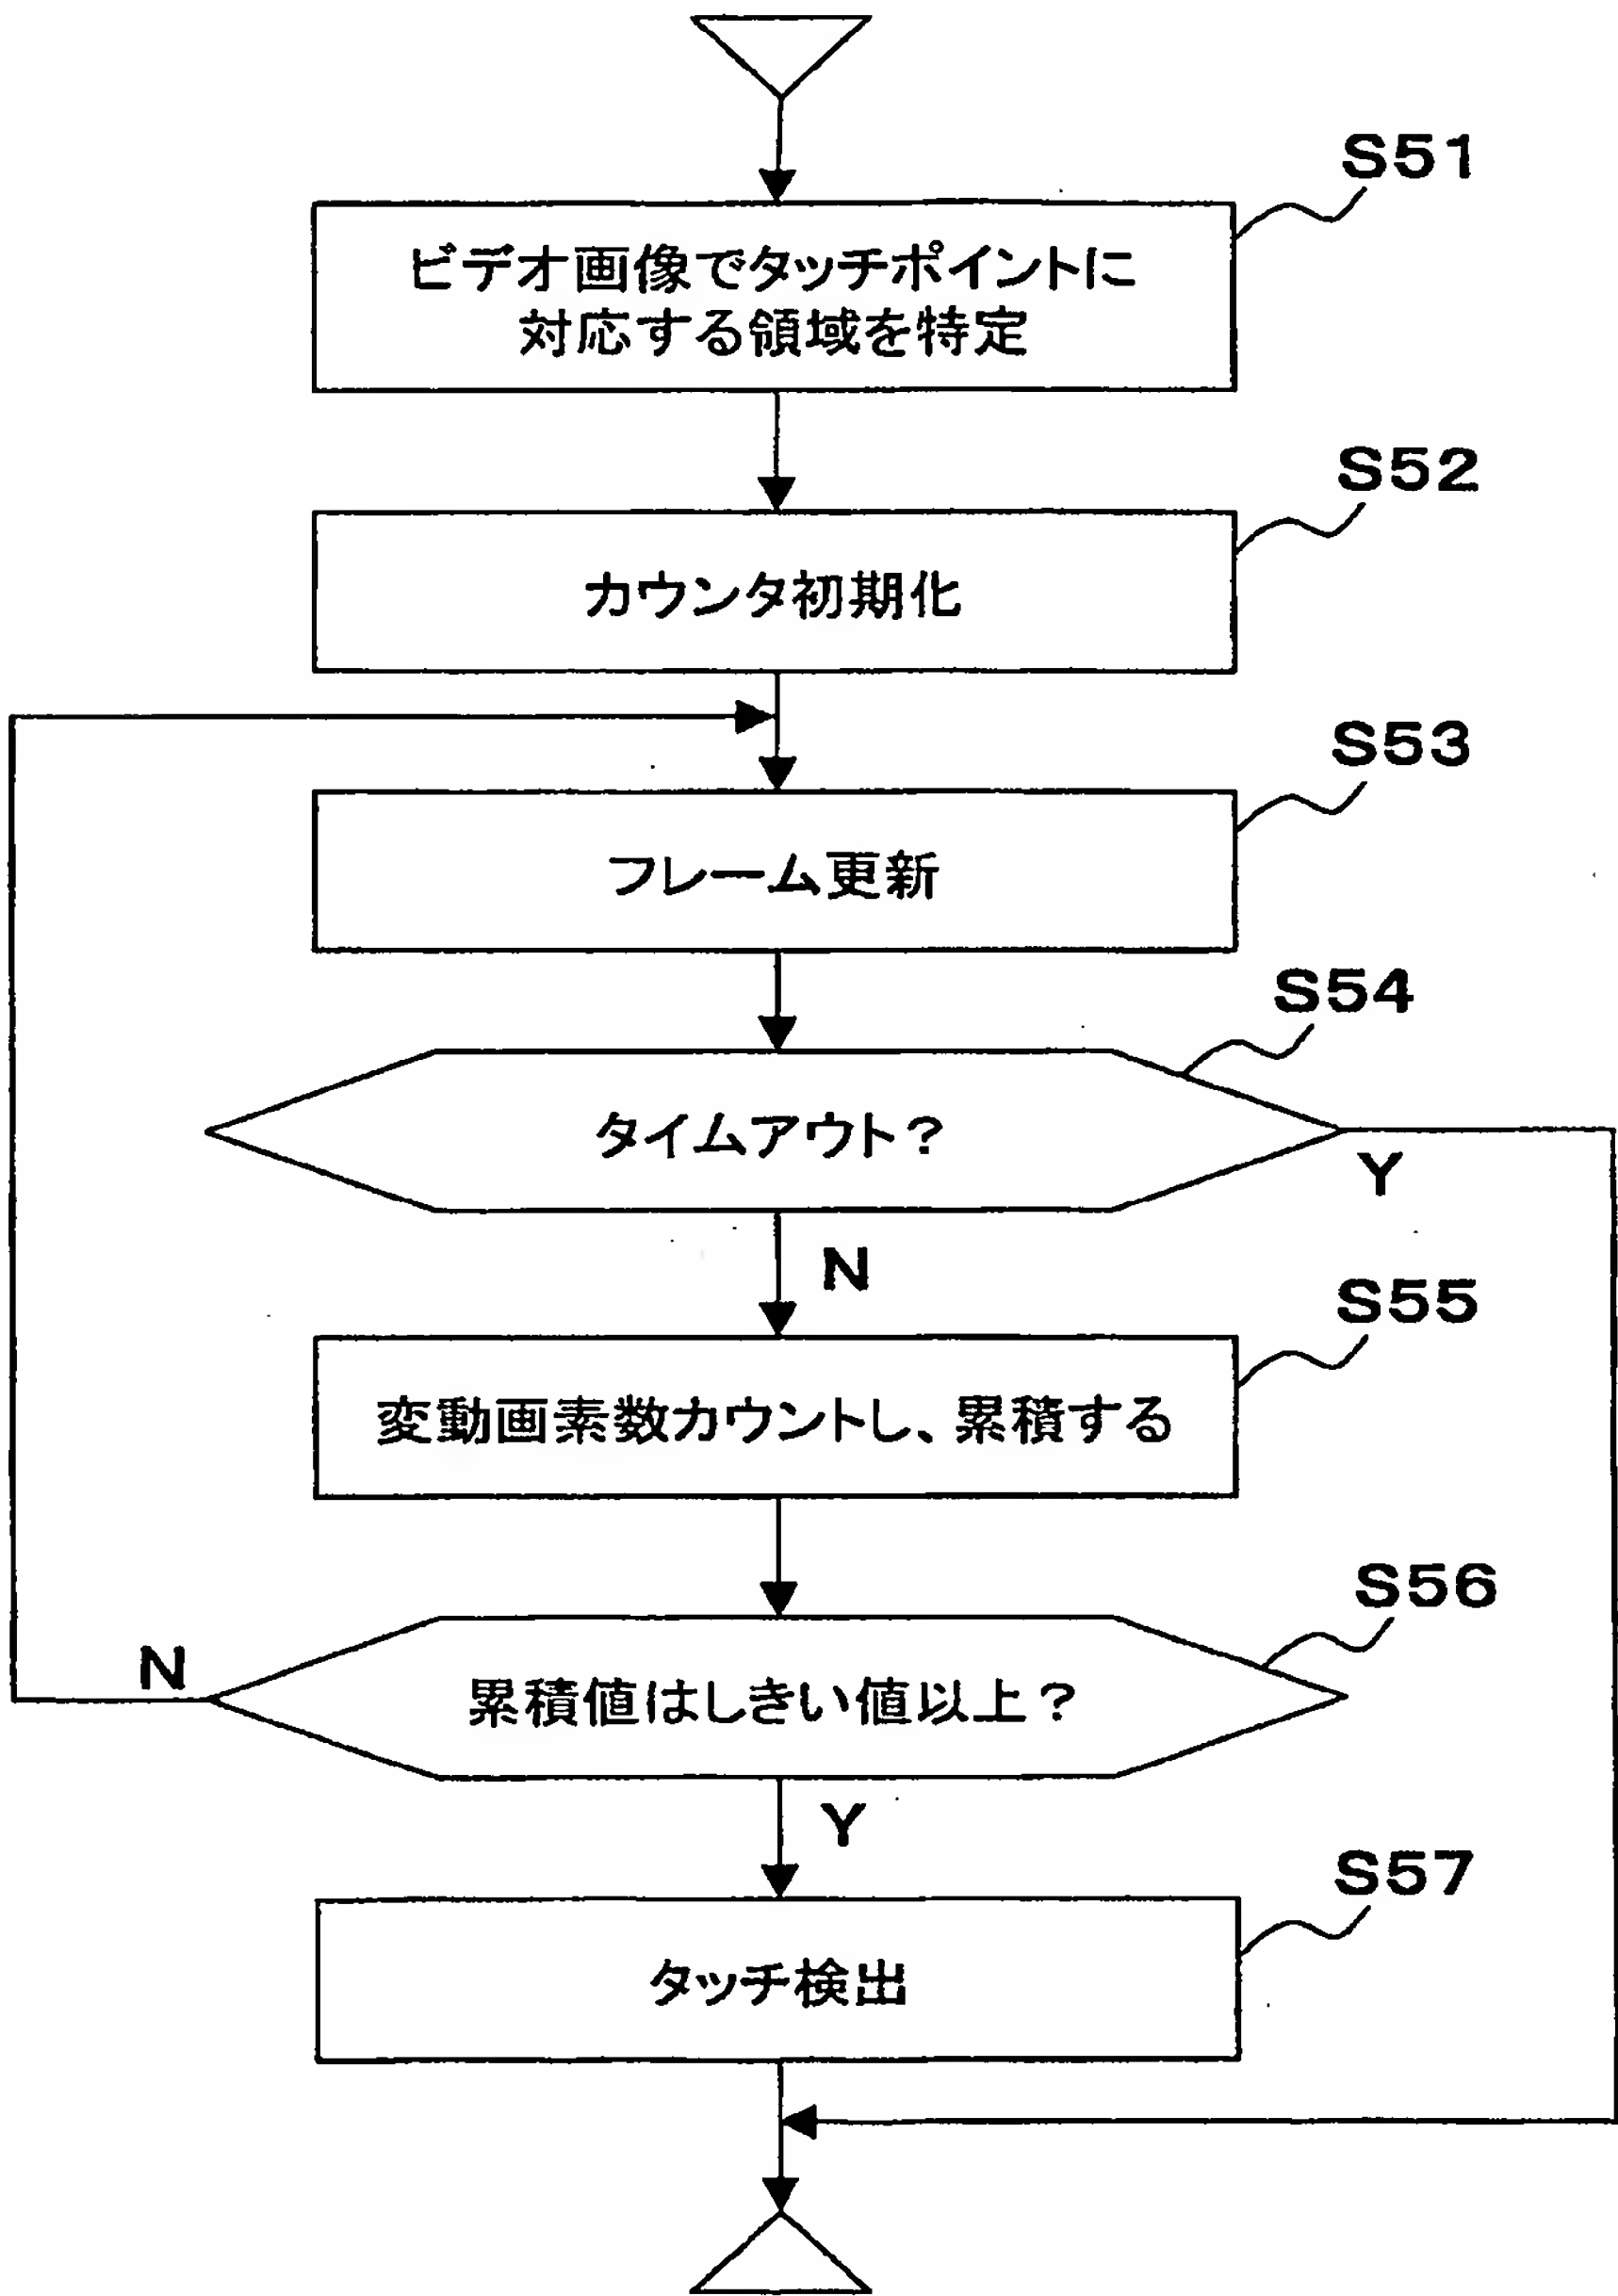 S51
ビデオ画像でタッチポイントに
対応する領域を特定
S52
カウンタ初期化
S53
フレーム更新
S54
タイムアウト？
Y
N
S55
変動画素数カウントし、累積する
S56
累積値はしきい値以上？
N
Y
S57
タッチ検出